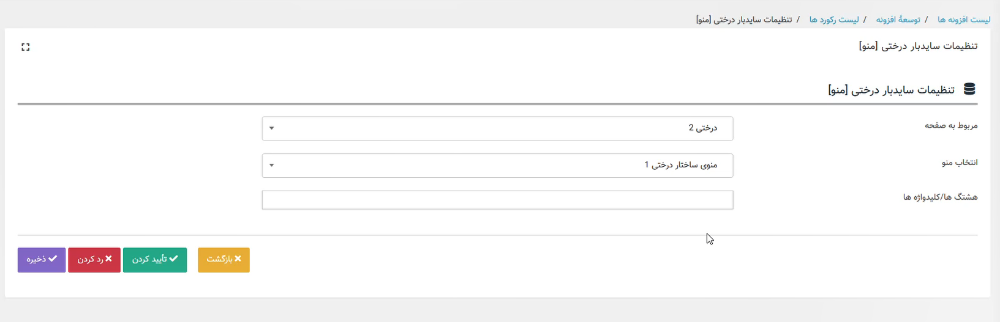 لیست افزونه ها / توسعهٔ افزونه / لیست رکورد ها / تنظیمات سایدبار درختی [منو]
تنظیمات سایدبار درختی [منو]
تنظیمات سایدبار درختی [منو]
مربوط به صفحه
درختی 2
انتخاب منو
منوی ساختار درختی 1
هشتگ ها/کلیدواژه ها
بازگشت
تأیید کردن
رد کردن
ذخیره